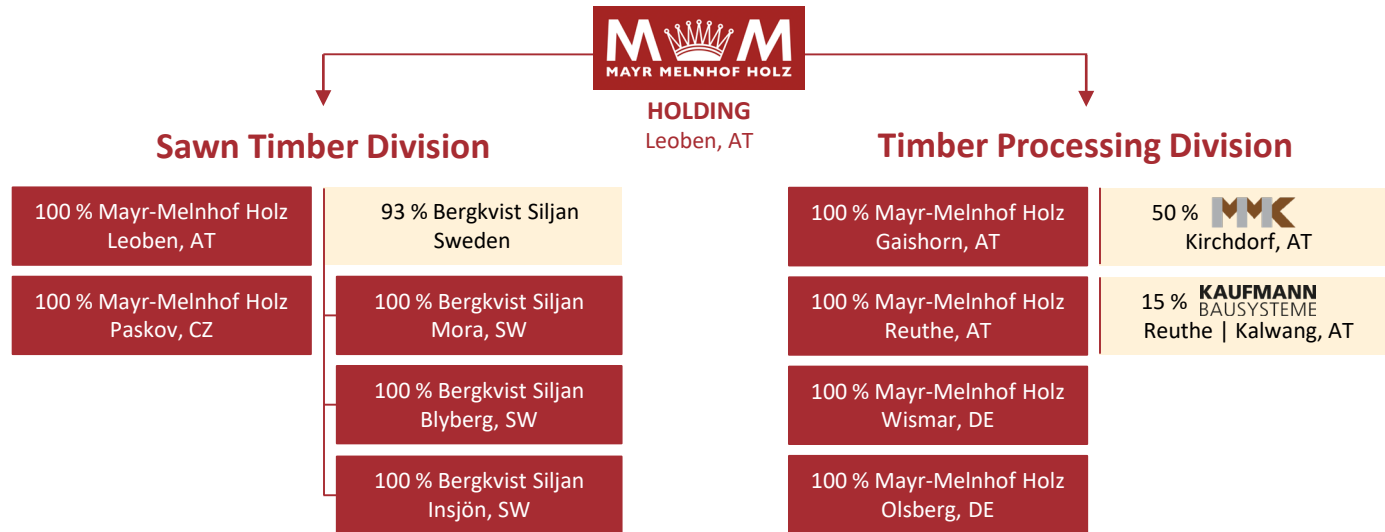 M M
MAYR MELNHOF HOLZ
HOLDING
Leoben, AT
Sawn Timber Division
100 % Mayr-Melnhof Holz
Leoben, AT
100 % Mayr-Melnhof Holz
Paskov, CZ
93 % Bergkvist Siljan
Sweden
100 % Bergkvist Siljan
Mora, SW
100 % Bergkvist Siljan
Blyberg, SW
100 % Bergkvist Siljan
Insjön, SW
Timber Processing Division
100 % Mayr-Melnhof Holz
Gaishorn, AT
100 % Mayr-Melnhof Holz
Reuthe, AT
100 % Mayr-Melnhof Holz
Wismar, DE
100 % Mayr-Melnhof Holz
Olsberg, DE
50 % MMK
Kirchdorf, AT
15 % KAUFMANN
BAUSYSTEME
Reuthe | Kalwang, AT